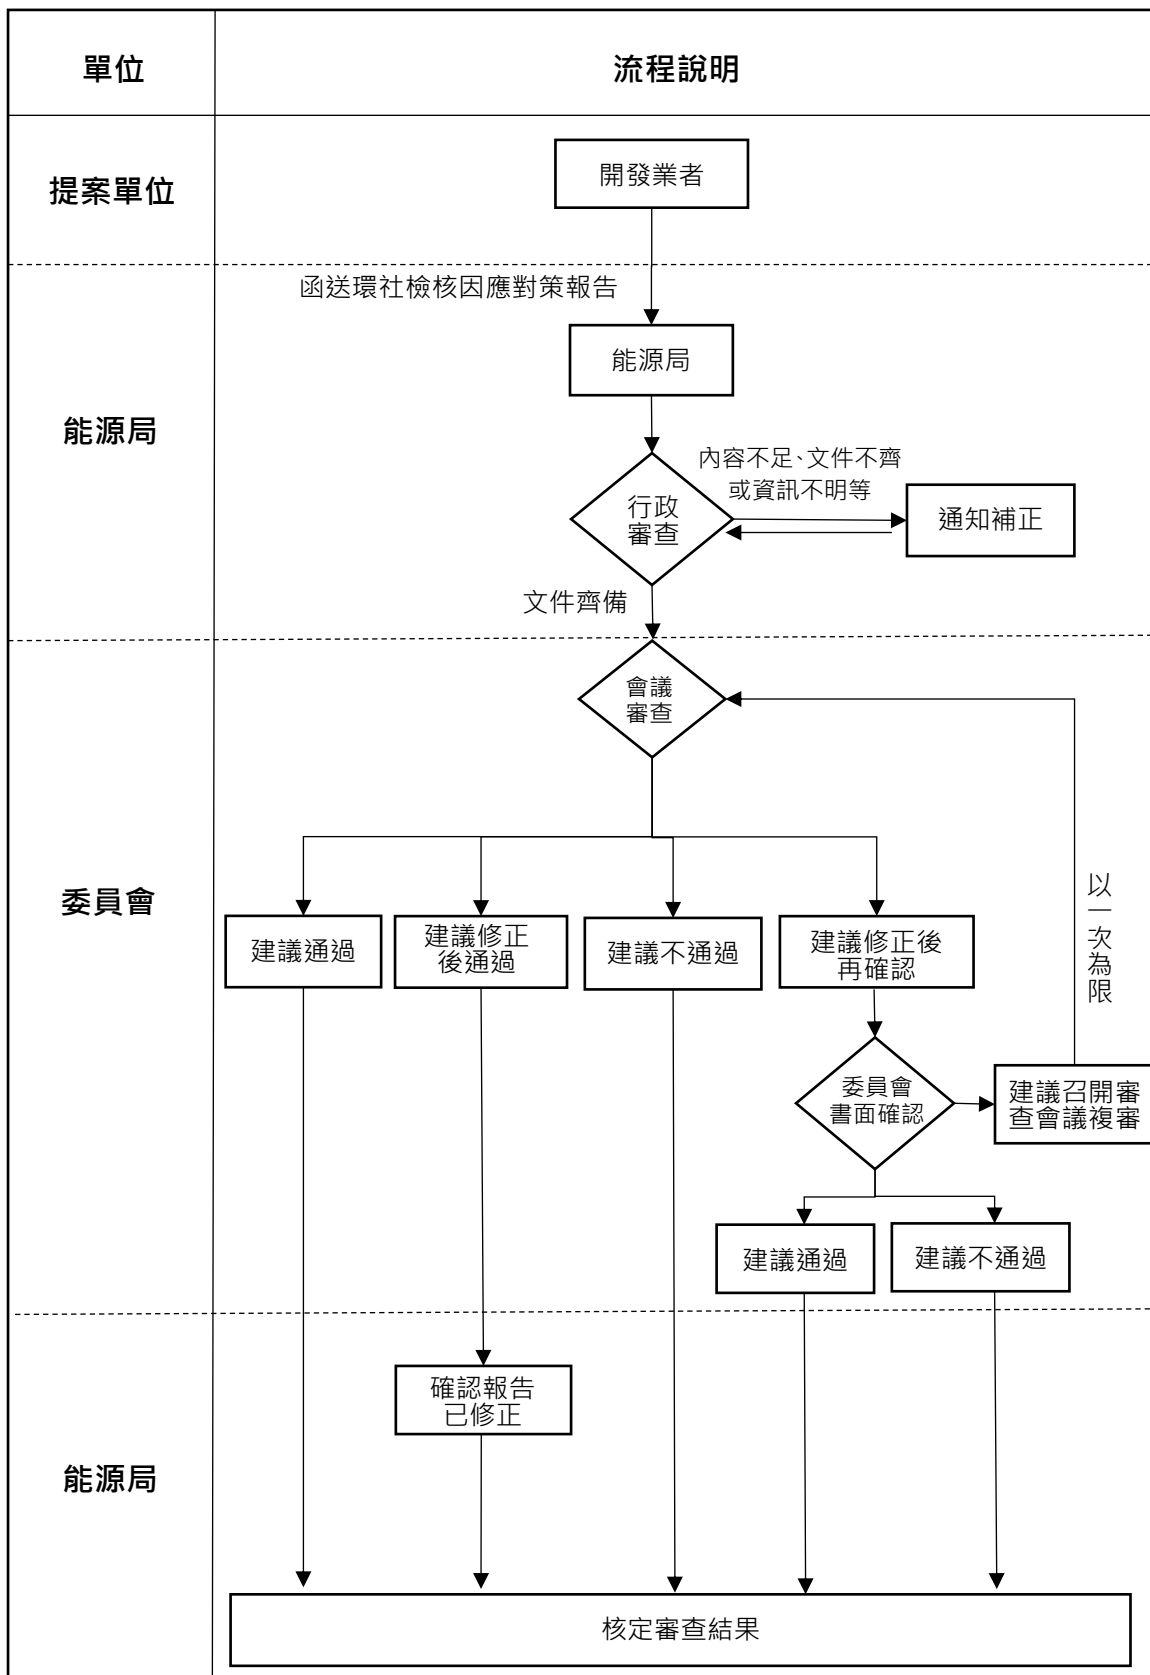 單位
流程說明
提案單位
開發業者
函送環社檢核因應對策報告
能源局
能源局
內容不足、文件不齊
或資訊不明等
行政
審查
通知補正
文件齊備
會議
審查
委員會
以一次為限
建議通過
建議修正
後通過
建議不通過
建議修正後
再確認
委員會
書面確認
建議召開審
查會議複審
建議通過
建議不通過
確認報告
已修正
能源局
核定審查結果